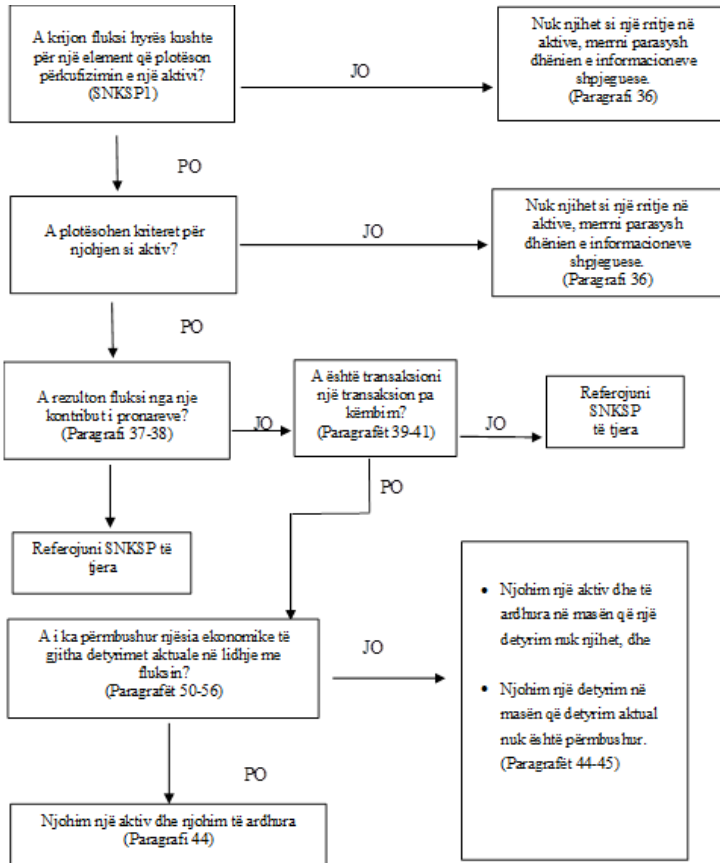 A krijon fluksi hyrës kushte
për një element që plotëson
përkufizimin e një aktivi?
(SNKSP1)
JO
Nuk njihet si një rritje në
aktive, merrni parasysh
dhënien e informacioneve
shpjeguese.
(Paragrafi 36)
PO
A plotësohen kriteret për
njohjen si aktiv?
JO
Nuk njihet si një rritje në
aktive, merrni parasysh
dhënien e informacioneve
shpjeguese.
(Paragrafi 36)
PO
A rezulton fluksi nga nje
kontribut i pronareve?
(Paragrafi 37-38)
JO
A është transaksioni
një transaksion pa
këmbim?
(Paragrafët 39-41)
JO
Referojuni
SNKSP
të tjera
PO
Referojuni SNKSP të
tjera
A i ka përmbushur njësia ekonomike të
gjitha detyrimet aktuale në lidhje me
fluksin?
(Paragrafët 50-56)
JO
• Njohim një aktiv dhe të
ardhura në masën që një
detyrim nuk njihet, dhe
• Njohim një detyrim në
masën që detyrim aktual
nuk është përmbushur.
(Paragrafët 44-45)
PO
Njohim një aktiv dhe njohim të ardhura
(Paragrafi 44)